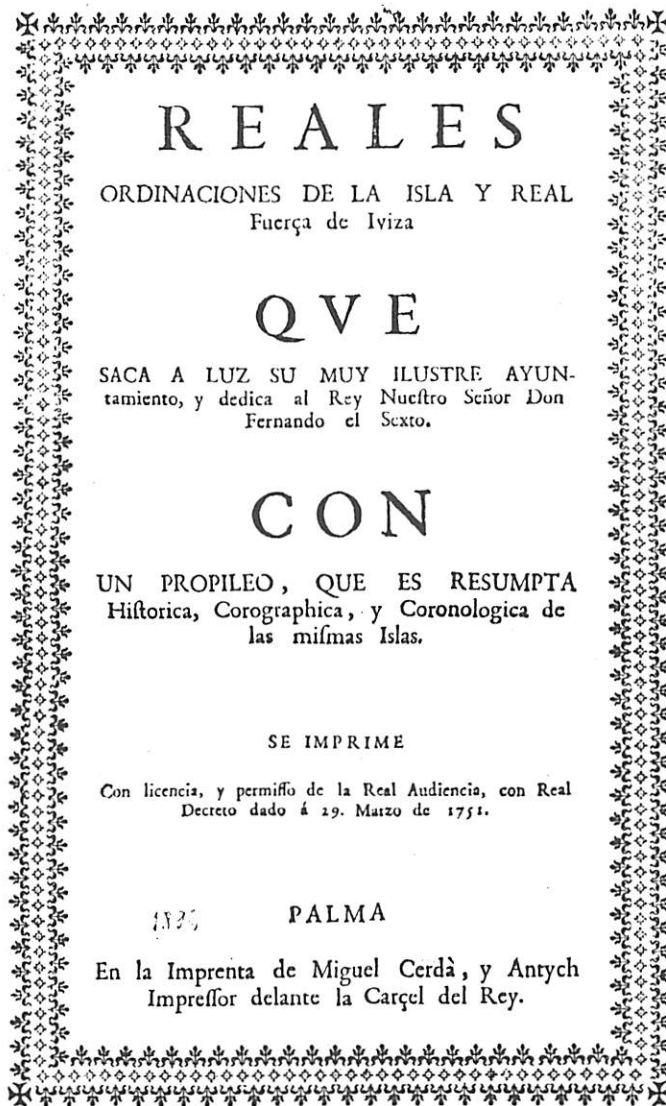 REALES
ORDINACIONES DE LA ISLA Y REAL
Fuerça de Iviza
QVE
SACA A LUZ SU MUY ILUSTRE AYUN-
tamiento, y dedica al Rey Nueſtro Señor Don
Fernando el Sexto.
CON
UN PROPILEO, QUE ES RESUMPTA
Hiſtorica, Corographica, y Coronologica de
las miſmas Islas.
SE IMPRIME
Con licencia, y permiſſo de la Real Audiencia, con Real
Decreto dado á 29. Marzo de 1751.
PALMA
En la Imprenta de Miguel Cerdà, y Antych
Impreſſor delante la Carçel del Rey.